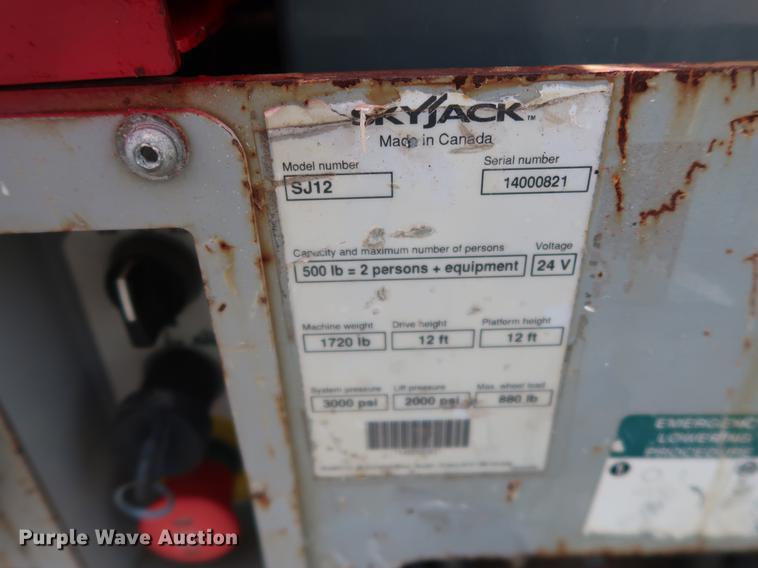 SKYJACK™
Made in Canada
Model number
SJ12
Serial number
14000821
Capacity and maximum number of persons
500 lb = 2 persons + equipment
Voltage
24 V
Machine weight
1720 lb
Drive height
12 ft
Platform height
12 ft
System pressure
3000 psi
Lift pressure
2000 psi
Max. wheel load
880 lb
EMERGENC
LOWERING
PROCEDURE
Purple Wave Auction